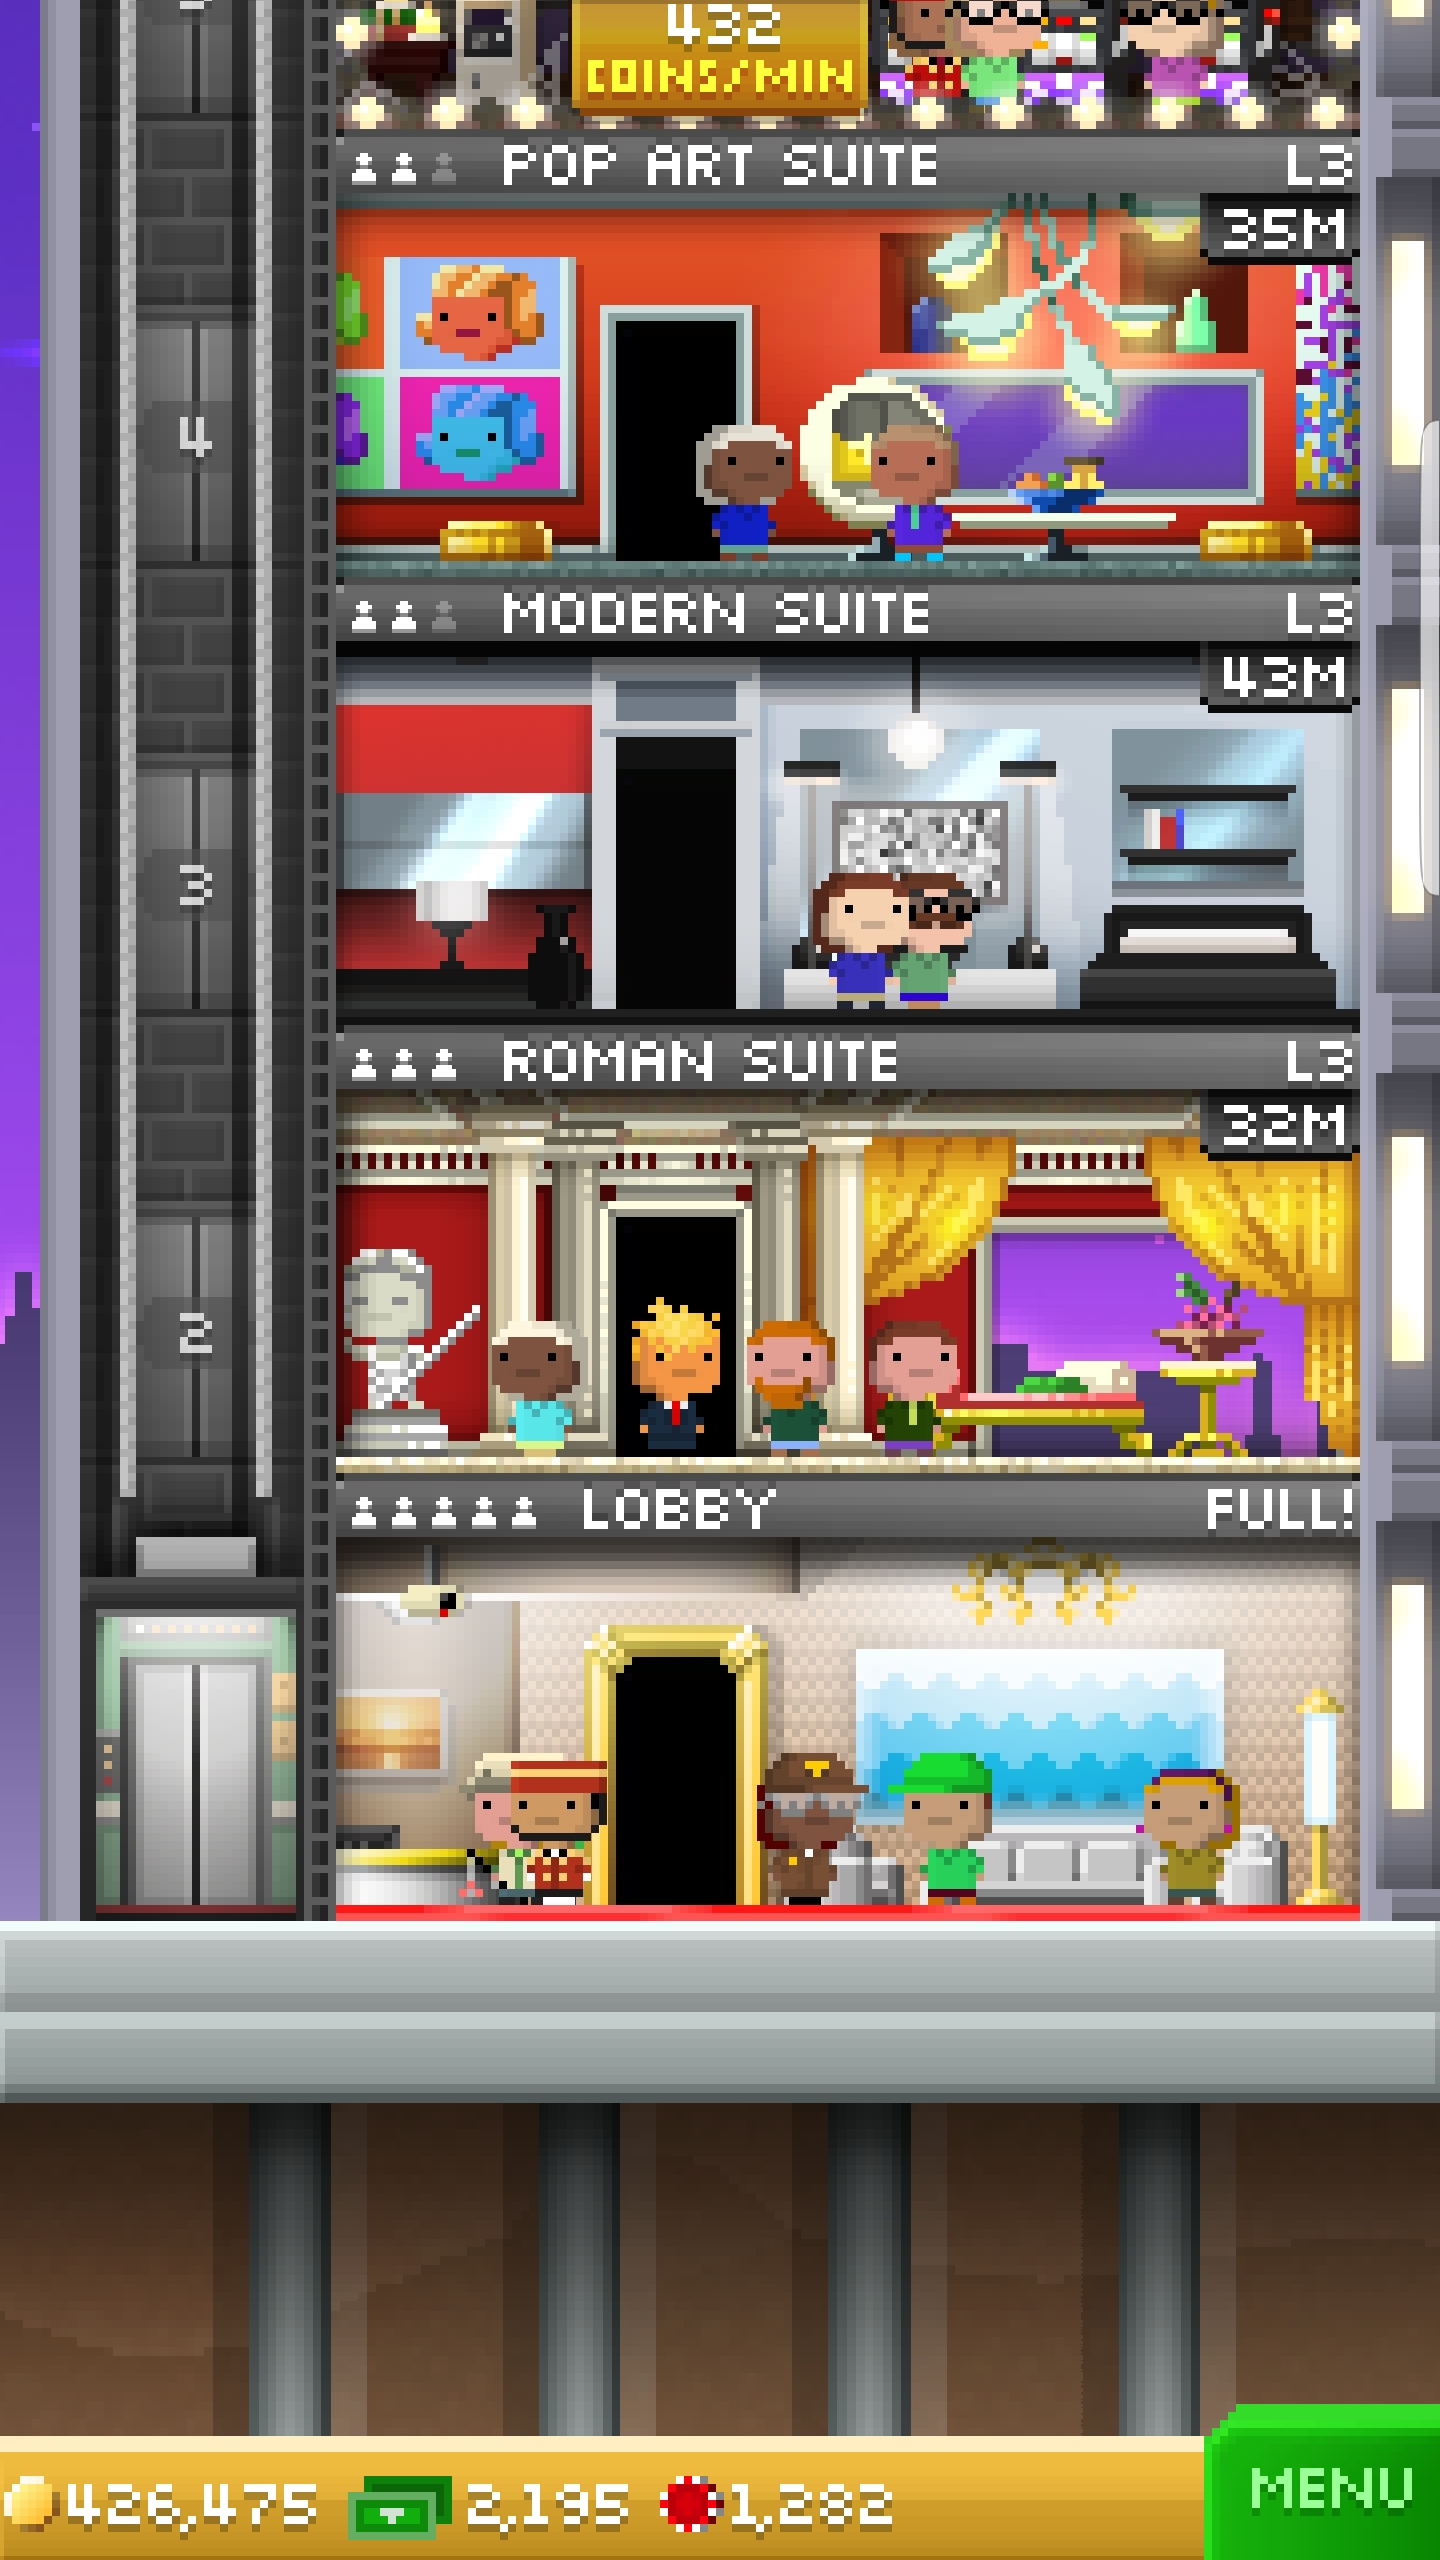 432
COINS/MIN
POP ART SUITE L3
35M
4
MODERN SUITE L3
43M
3
ROMAN SUITE L3
32M
2
LOBBY FULL!
426,475 2,195 1,282 MENU